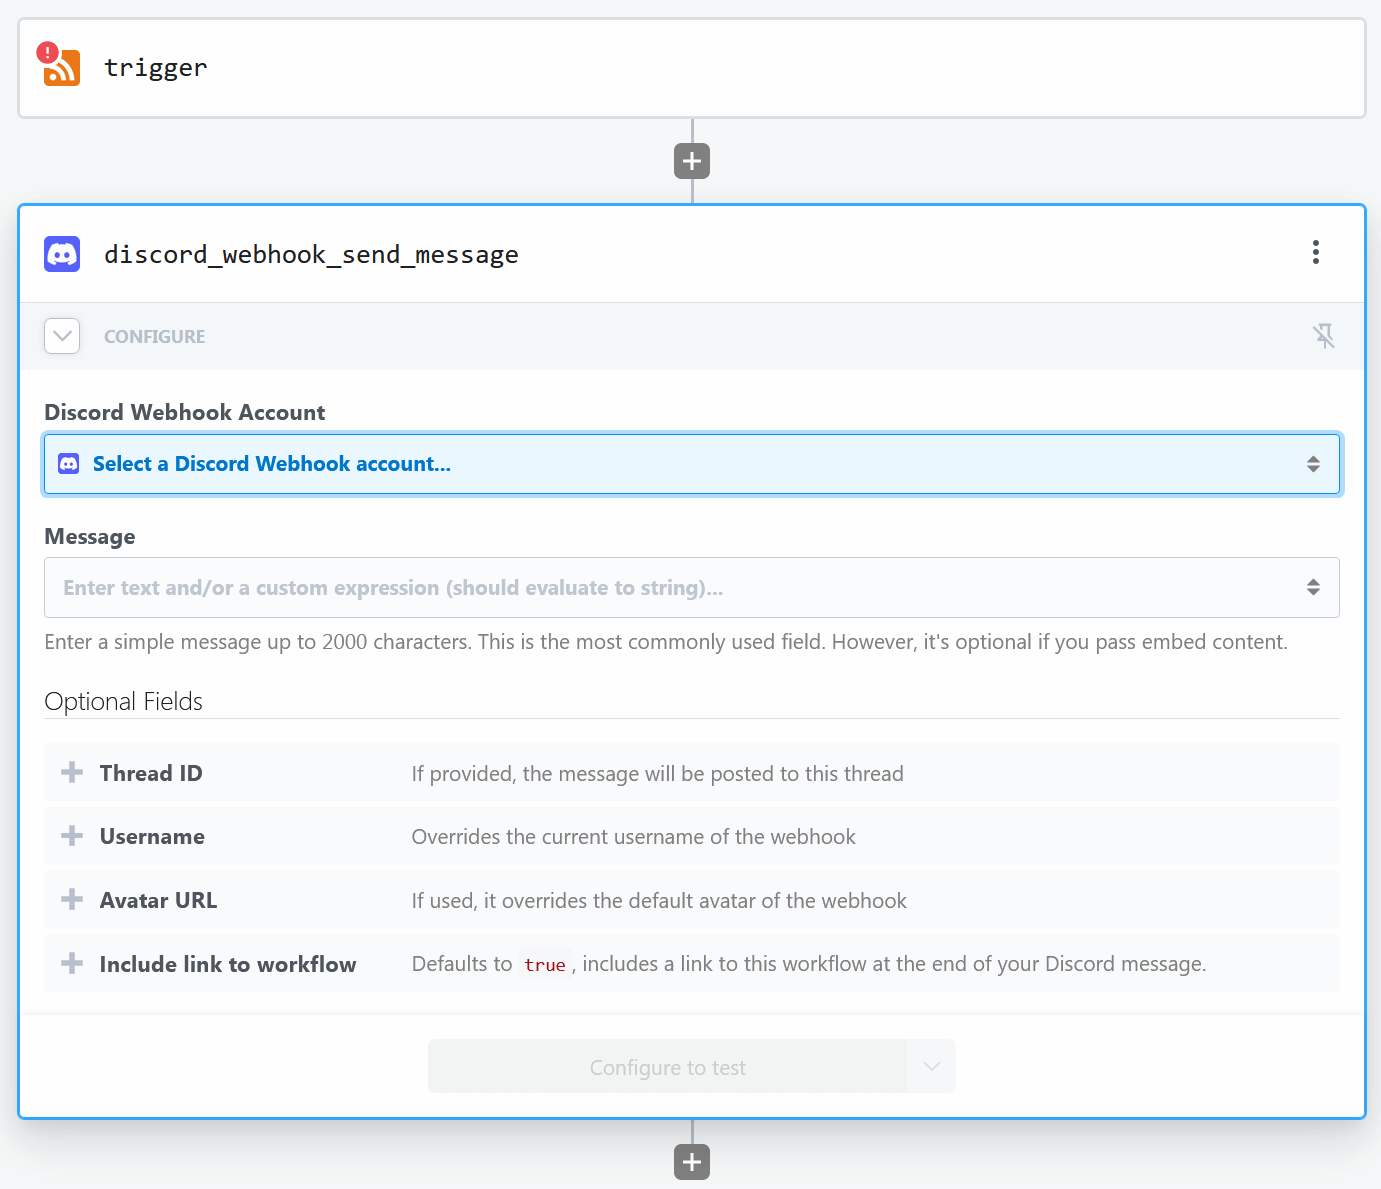 trigger
discord_webhook_send_message
CONFIGURE
Discord Webhook Account
Select a Discord Webhook account...
Message
Enter text and/or a custom expression (should evaluate to string)...
Enter a simple message up to 2000 characters. This is the most commonly used field. However, it's optional if you pass embed content.
Optional Fields
Thread ID If provided, the message will be posted to this thread
Username Overrides the current username of the webhook
Avatar URL If used, it overrides the default avatar of the webhook
Include link to workflow Defaults to true, includes a link to this workflow at the end of your Discord message.
Configure to test